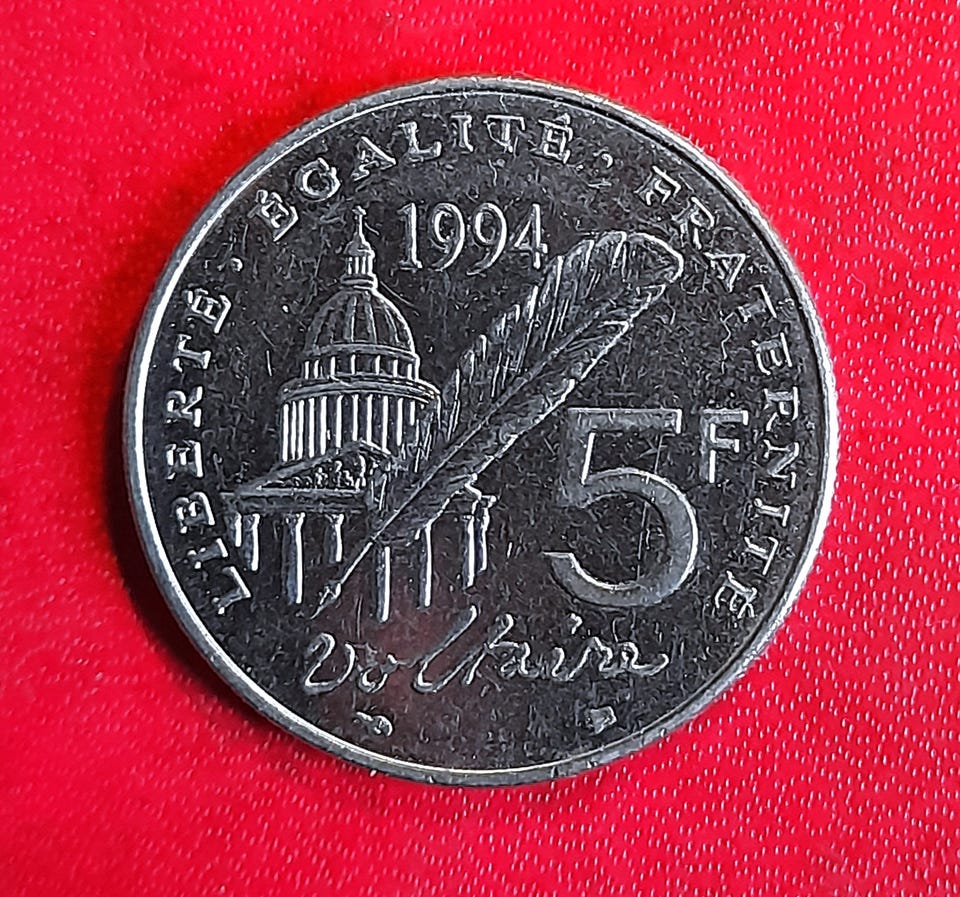 LIBERTÉ · ÉGALITÉ · FRATERNITÉ
1994
5F
Voltaire